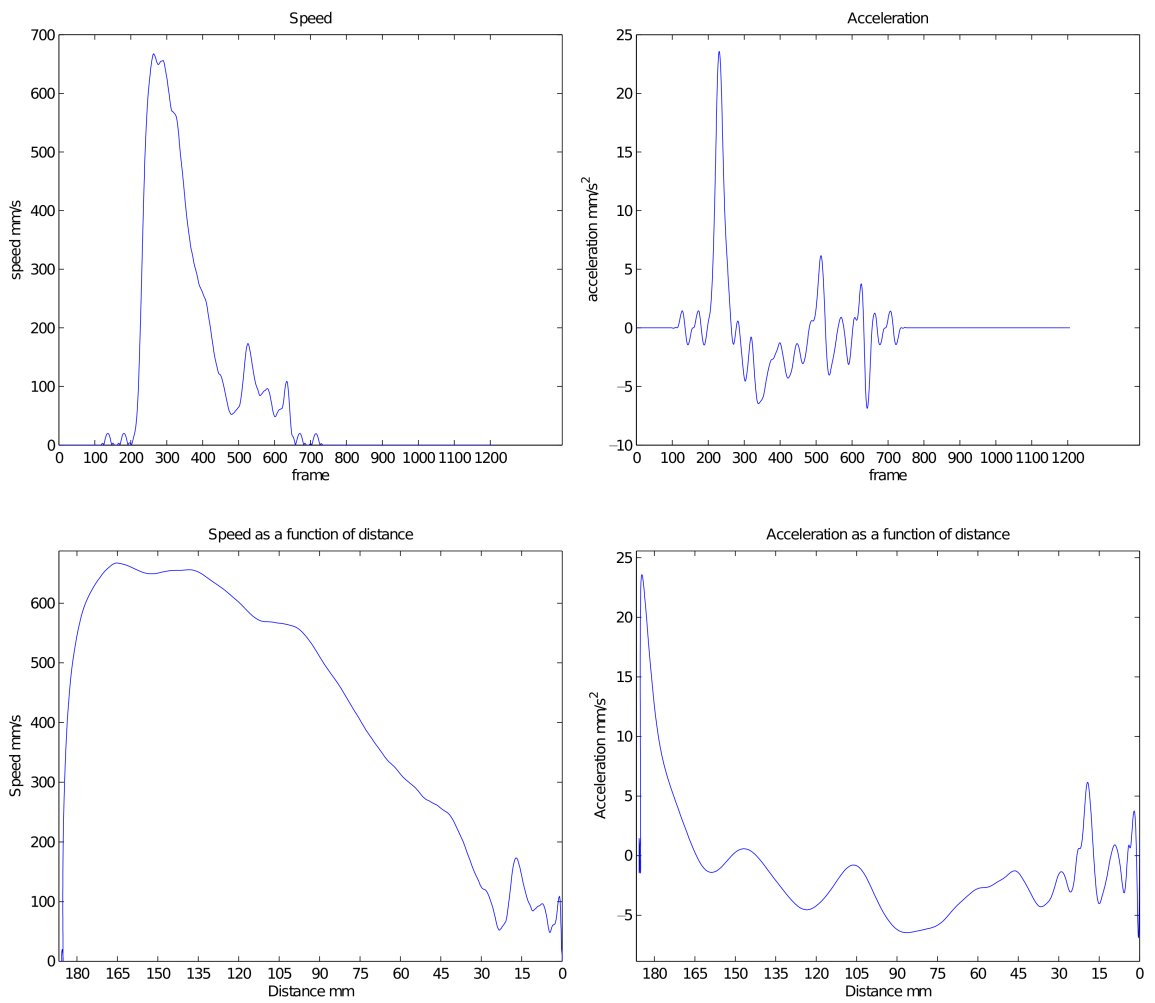 Speed
700
600
500
400
300
200
100
0
speed mm/s
0 100 200 300 400 500 600 700 800 900 1000 1100 1200
frame
Acceleration
25
20
15
10
5
0
−5
−10
acceleration mm/s²
0 100 200 300 400 500 600 700 800 900 1000 1100 1200
frame
Speed as a function of distance
600
500
400
300
200
100
0
Speed mm/s
180 165 150 135 120 105 90 75 60 45 30 15 0
Distance mm
Acceleration as a function of distance
25
20
15
10
5
0
−5
Acceleration mm/s²
180 165 150 135 120 105 90 75 60 45 30 15 0
Distance mm